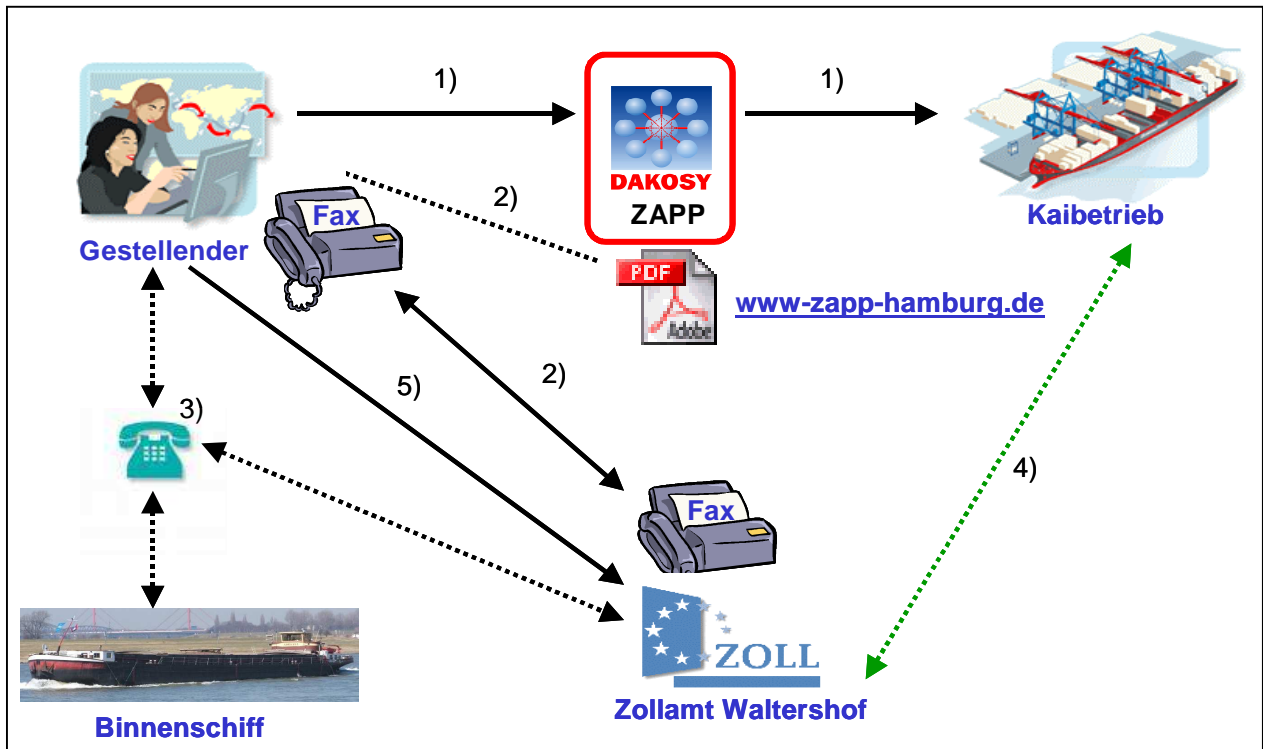 1)
1)
DAKOSY
ZAPP
Fax
2)
Gestellender
Kaibetrieb
PDF
Adobe
www-zapp-hamburg.de
5)
2)
3)
4)
Fax
ZOLL
Binnenschiff
Zollamt Waltershof